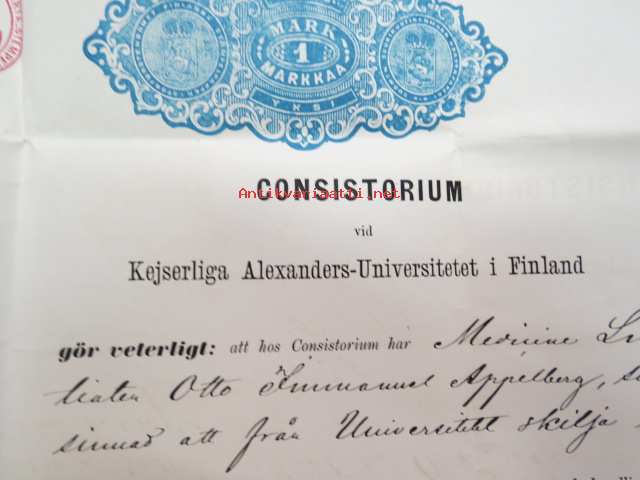 MARK
1
MARKKAA
YKSI
CONSISTORIUM
Antikvariaatti.net
vid
Kejserliga Alexanders-Universitetet i Finland
gör veterligt: att hos Consistorium har Medicine Li
tiaten Otto Immanuel Appelberg, s
sinnad att från Universitetet skilja